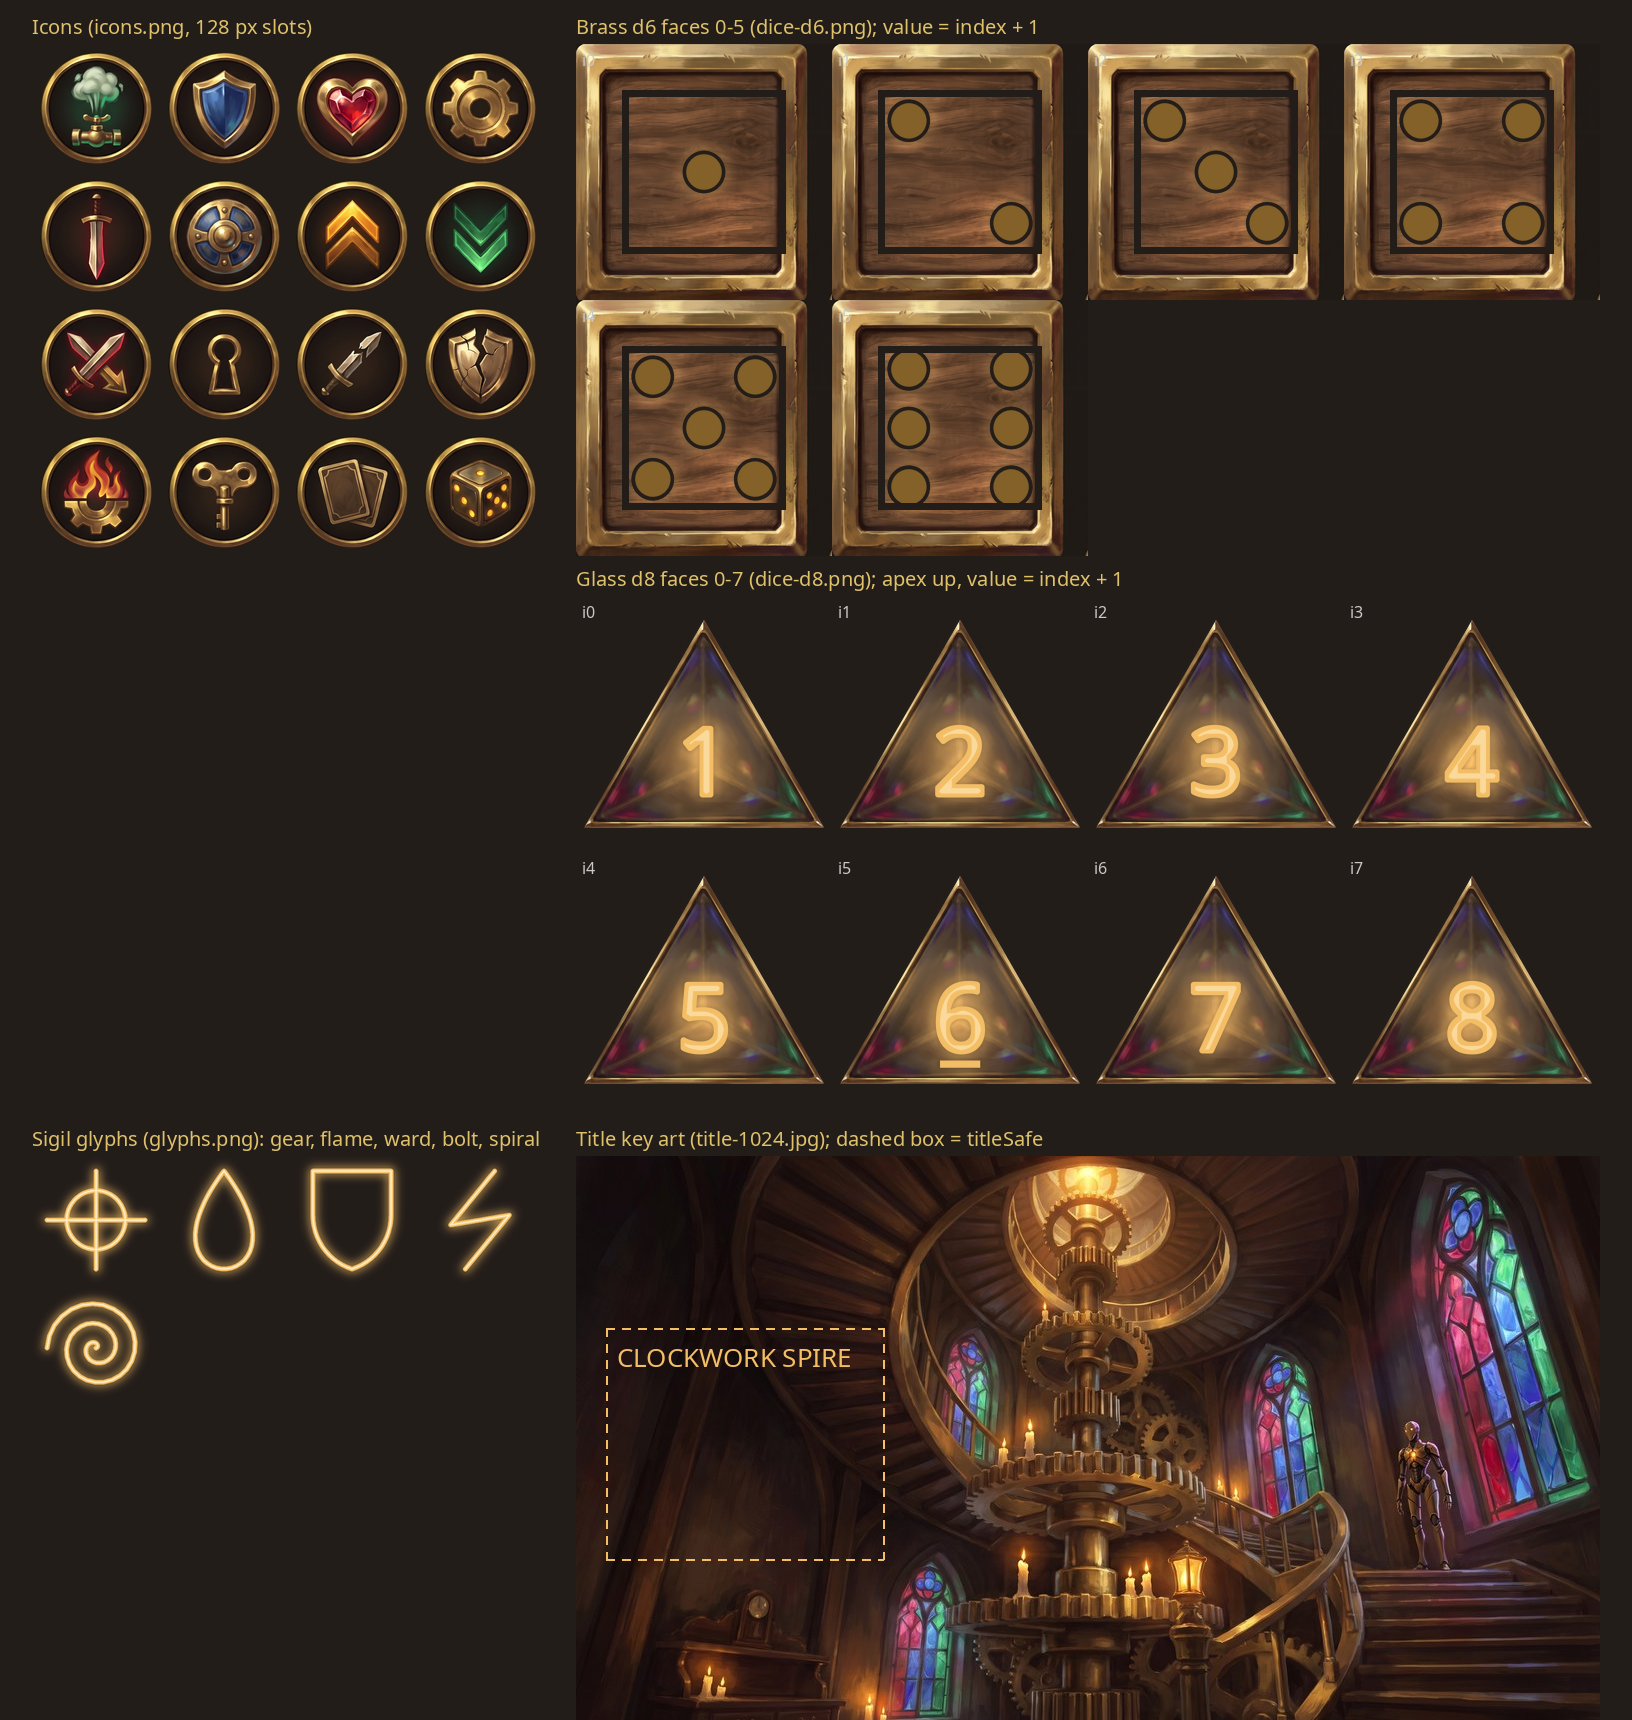 Icons (icons.png, 128 px slots)
Brass d6 faces 0-5 (dice-d6.png); value = index + 1
Glass d8 faces 0-7 (dice-d8.png); apex up, value = index + 1
i0
i1
i2
i3
1
2
3
4
i4
i5
i6
i7
5
6
7
8
Sigil glyphs (glyphs.png): gear, flame, ward, bolt, spiral
Title key art (title-1024.jpg); dashed box = titleSafe
CLOCKWORK SPIRE